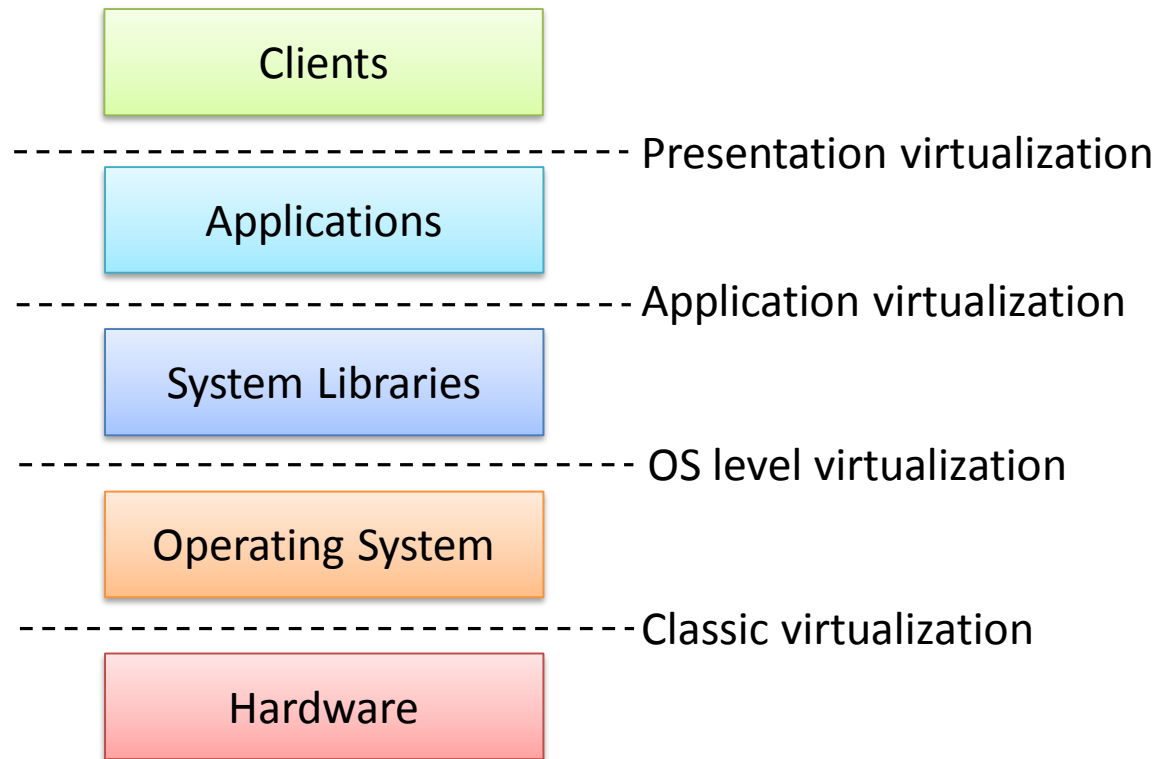 Clients
Presentation virtualization
Applications
Application virtualization
System Libraries
OS level virtualization
Operating System
Classic virtualization
Hardware